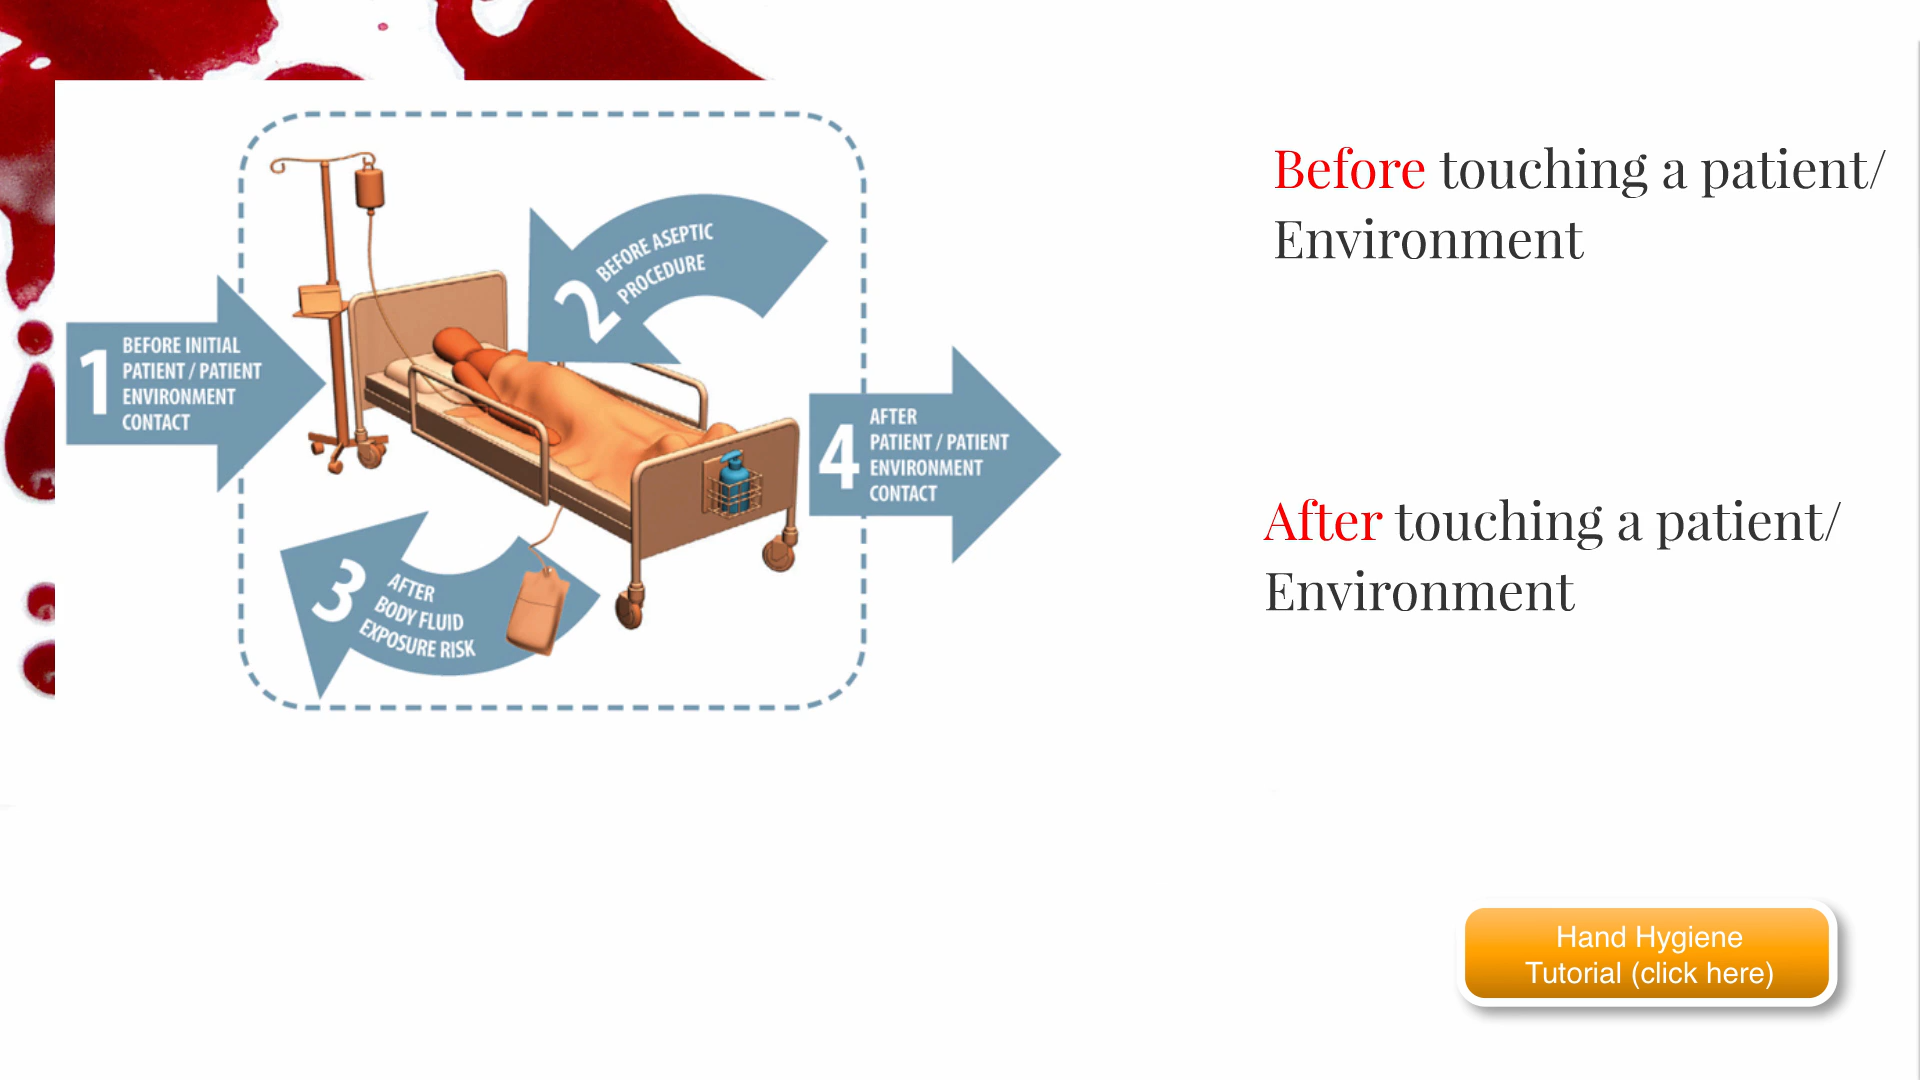 1
BEFORE INITIAL
PATIENT / PATIENT
ENVIRONMENT
CONTACT
2
BEFORE ASEPTIC
PROCEDURE
3
AFTER
BODY FLUID
EXPOSURE RISK
4
AFTER
PATIENT / PATIENT
ENVIRONMENT
CONTACT
Before touching a patient/
Environment
After touching a patient/
Environment
Hand Hygiene
Tutorial (click here)